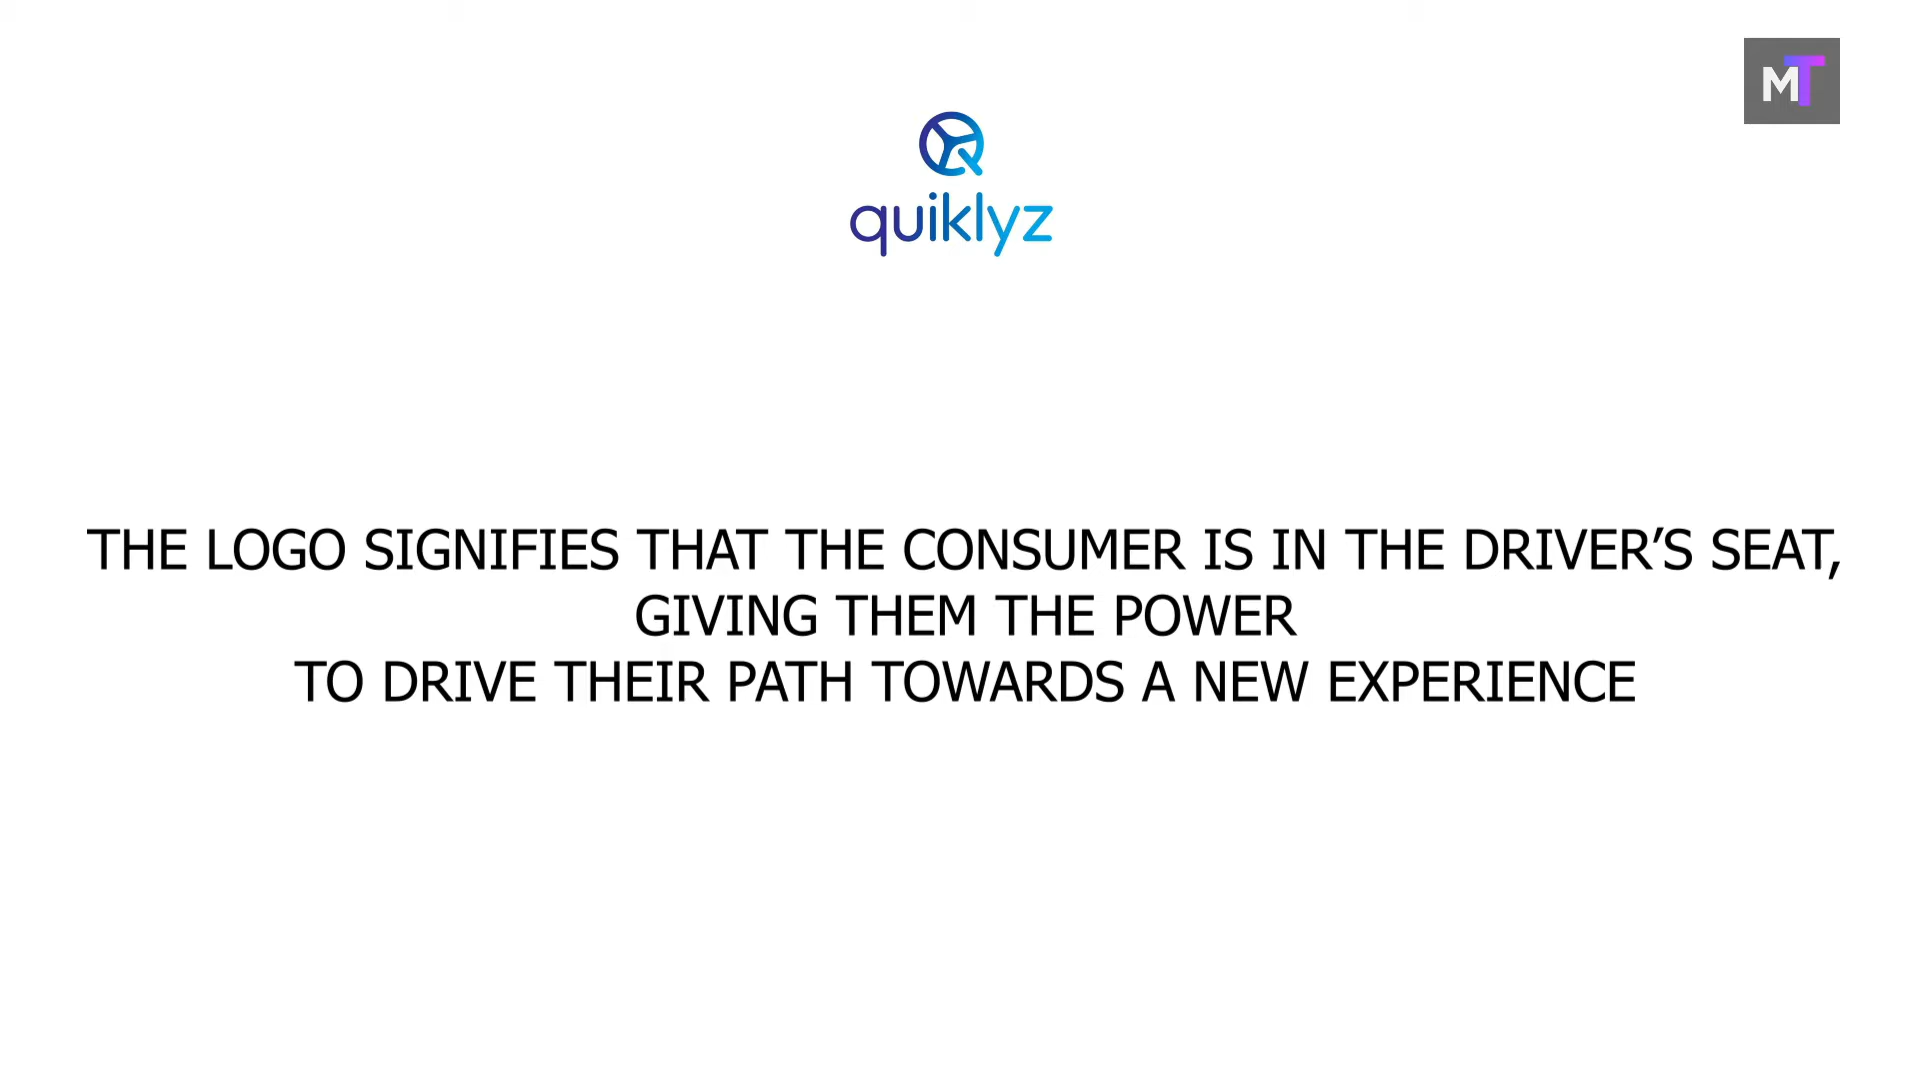 MT
quiklyz
THE LOGO SIGNIFIES THAT THE CONSUMER IS IN THE DRIVER’S SEAT,
GIVING THEM THE POWER
TO DRIVE THEIR PATH TOWARDS A NEW EXPERIENCE